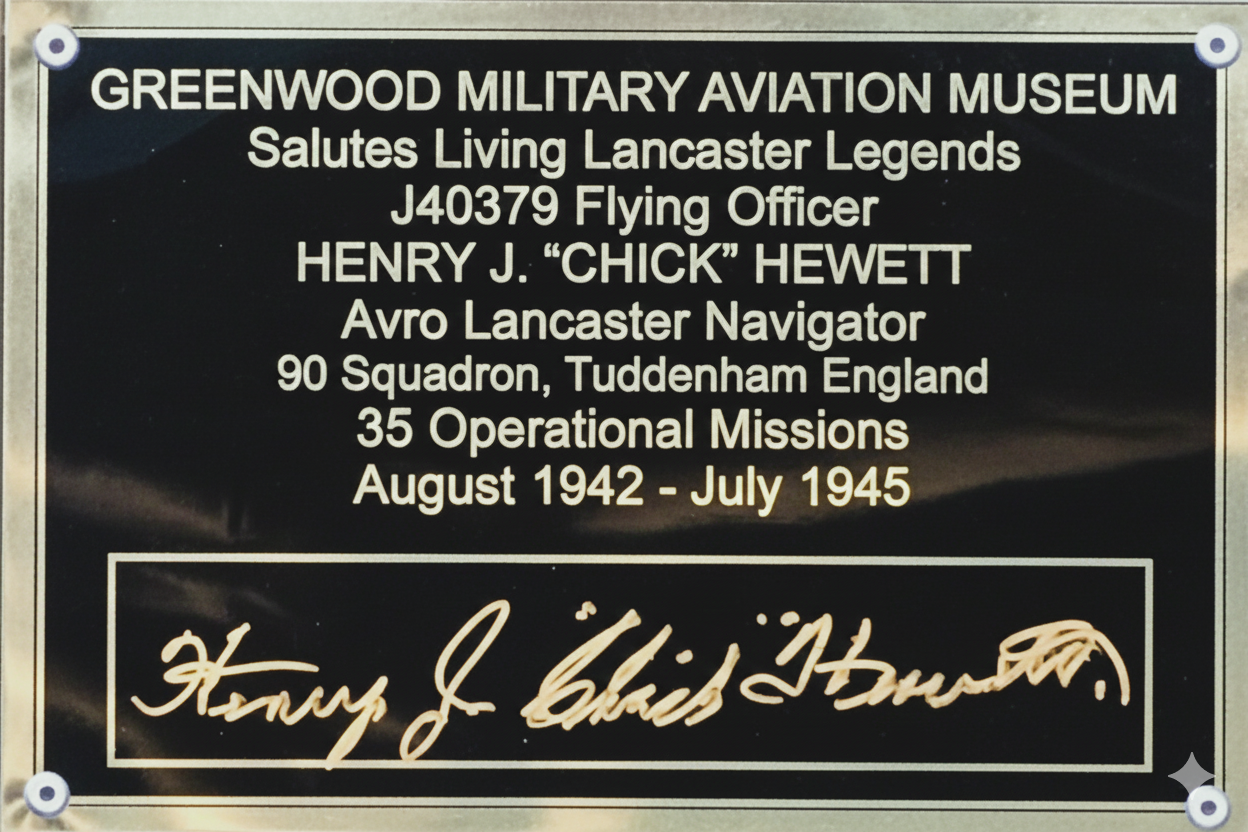 GREENWOOD MILITARY AVIATION MUSEUM
Salutes Living Lancaster Legends
J40379 Flying Officer
HENRY J. “CHICK” HEWETT
Avro Lancaster Navigator
90 Squadron, Tuddenham England
35 Operational Missions
August 1942 - July 1945
Henry J "Chick" Hewett.